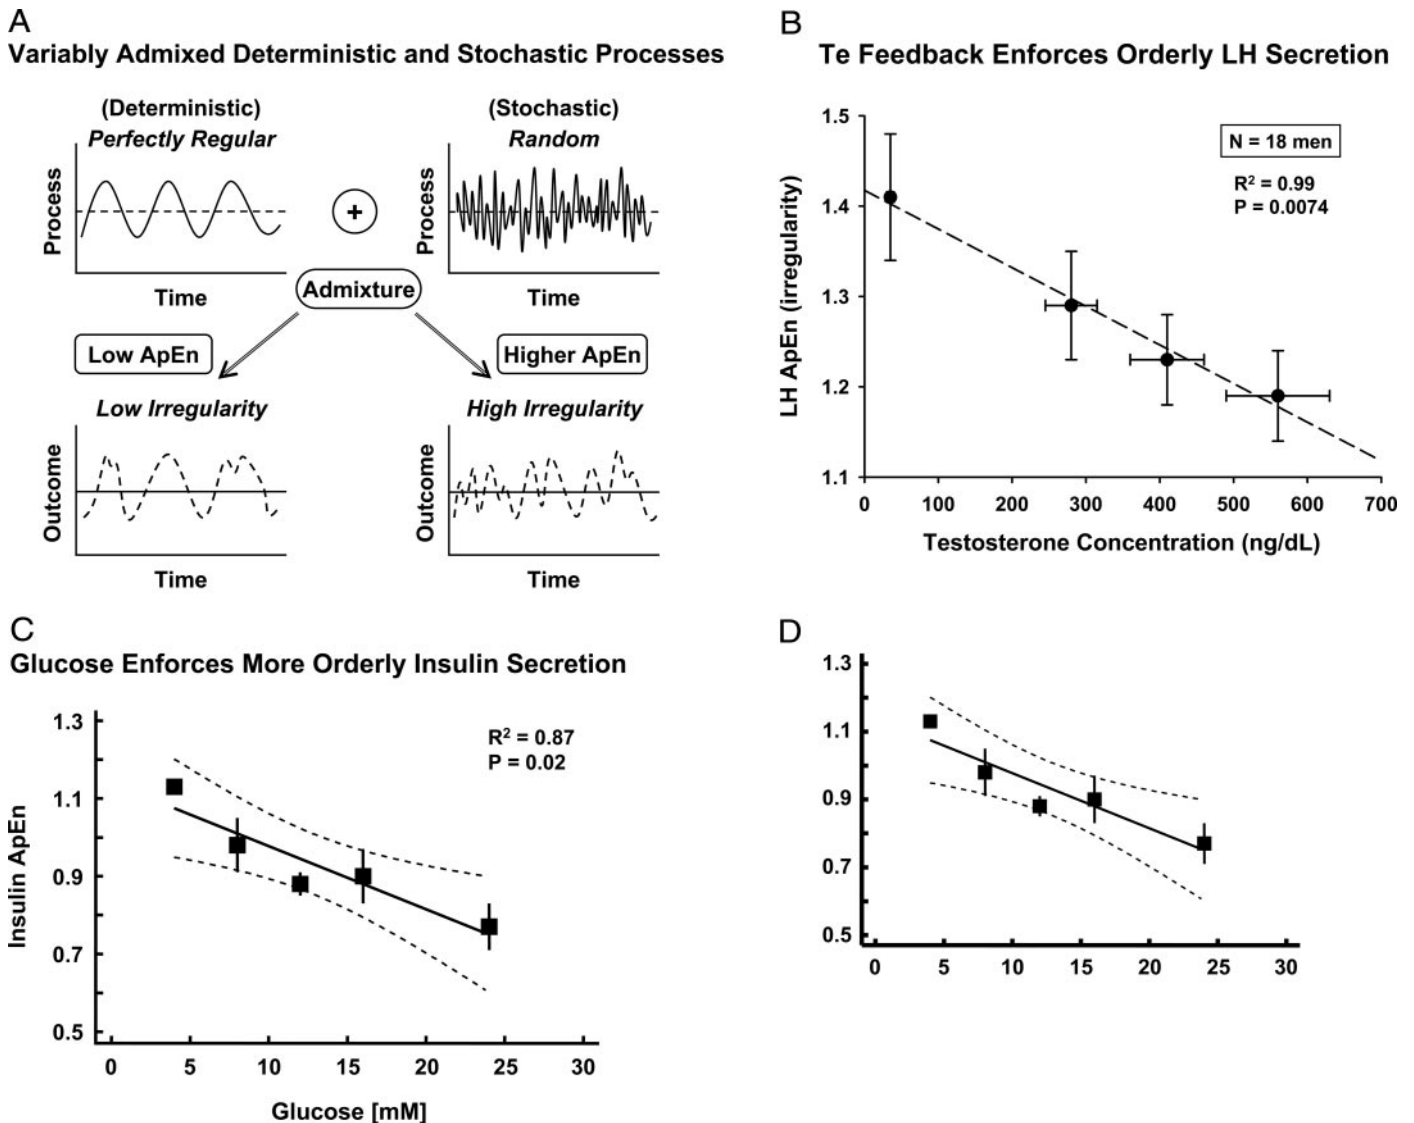 A
Variably Admixed Deterministic and Stochastic Processes
(Deterministic)
Perfectly Regular
Process
Time
+
(Stochastic)
Random
Process
Time
Admixture
Low ApEn
Higher ApEn
Low Irregularity
Outcome
Time
High Irregularity
Outcome
Time
B
Te Feedback Enforces Orderly LH Secretion
N = 18 men
R² = 0.99
P = 0.0074
LH ApEn (irregularity)
1.5
1.4
1.3
1.2
1.1
0 100 200 300 400 500 600 700
Testosterone Concentration (ng/dL)
C
Glucose Enforces More Orderly Insulin Secretion
R² = 0.87
P = 0.02
Insulin ApEn
1.3
1.1
0.9
0.7
0.5
0 5 10 15 20 25 30
Glucose [mM]
D
1.3
1.1
0.9
0.7
0.5
0 5 10 15 20 25 30